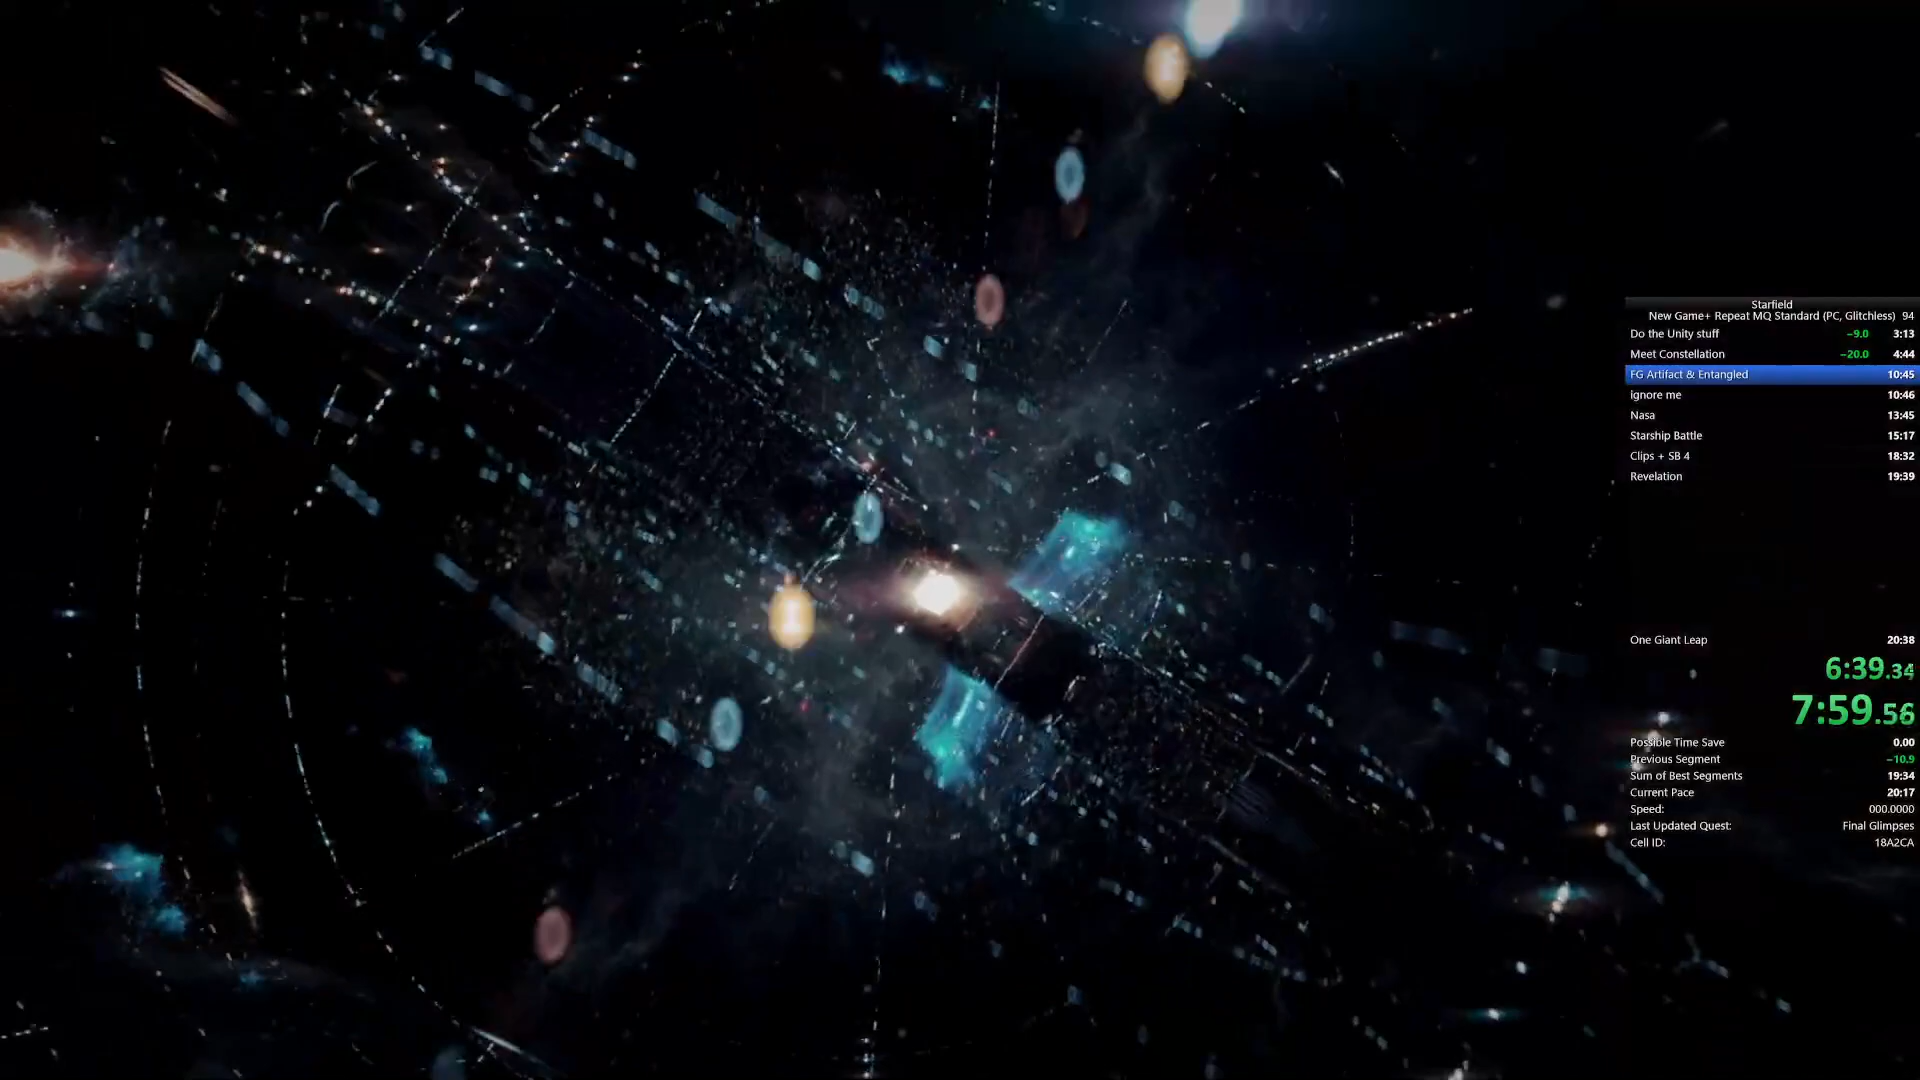 Starfield
New Game+ Repeat MQ Standard (PC, Glitchless) 94
Do the Unity stuff −9.0 3:13
Meet Constellation −20.0 4:44
FG Artifact & Entangled 10:45
Ignore me 10:46
Nasa 13:45
Starship Battle 15:17
Clips + SB 4 18:32
Revelation 19:39
One Giant Leap 20:38
6:39.34
7:59.56
Possible Time Save 0.00
Previous Segment −10.9
Sum of Best Segments 19:34
Current Pace 20:17
Speed: 000.0000
Last Updated Quest: Final Glimpses
Cell ID: 18A2CA